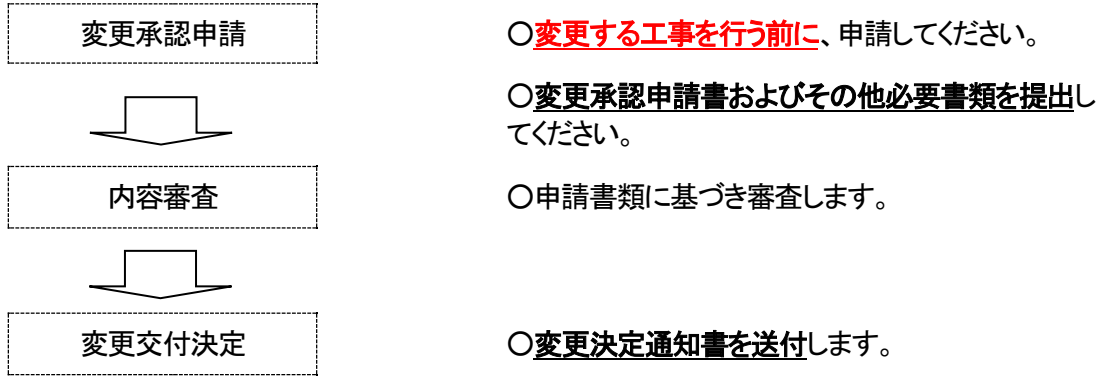 変更承認申請
○変更する工事を行う前に、申請してください。
○変更承認申請書およびその他必要書類を提出し
てください。
内容審査
○申請書類に基づき審査します。
変更交付決定
○変更決定通知書を送付します。